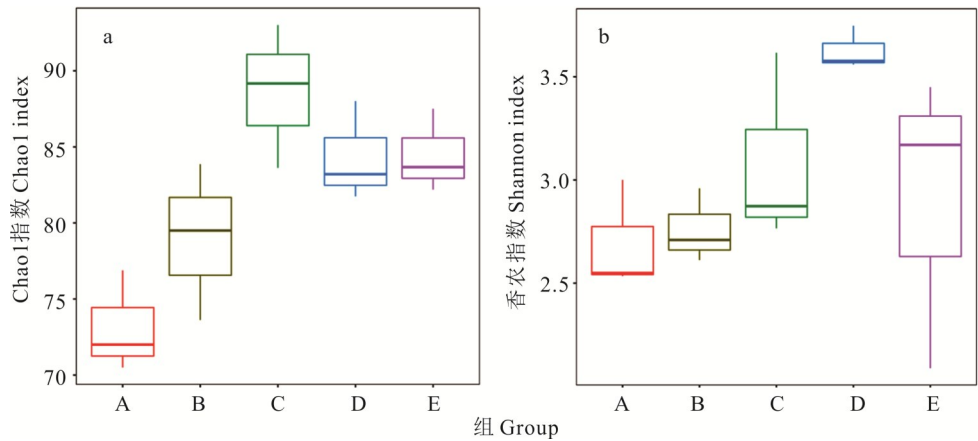 a
Chao1指数 Chao1 index
90
85
80
75
70
A B C D E
b
香农指数 Shannon index
3.5
3.0
2.5
A B C D E
组 Group